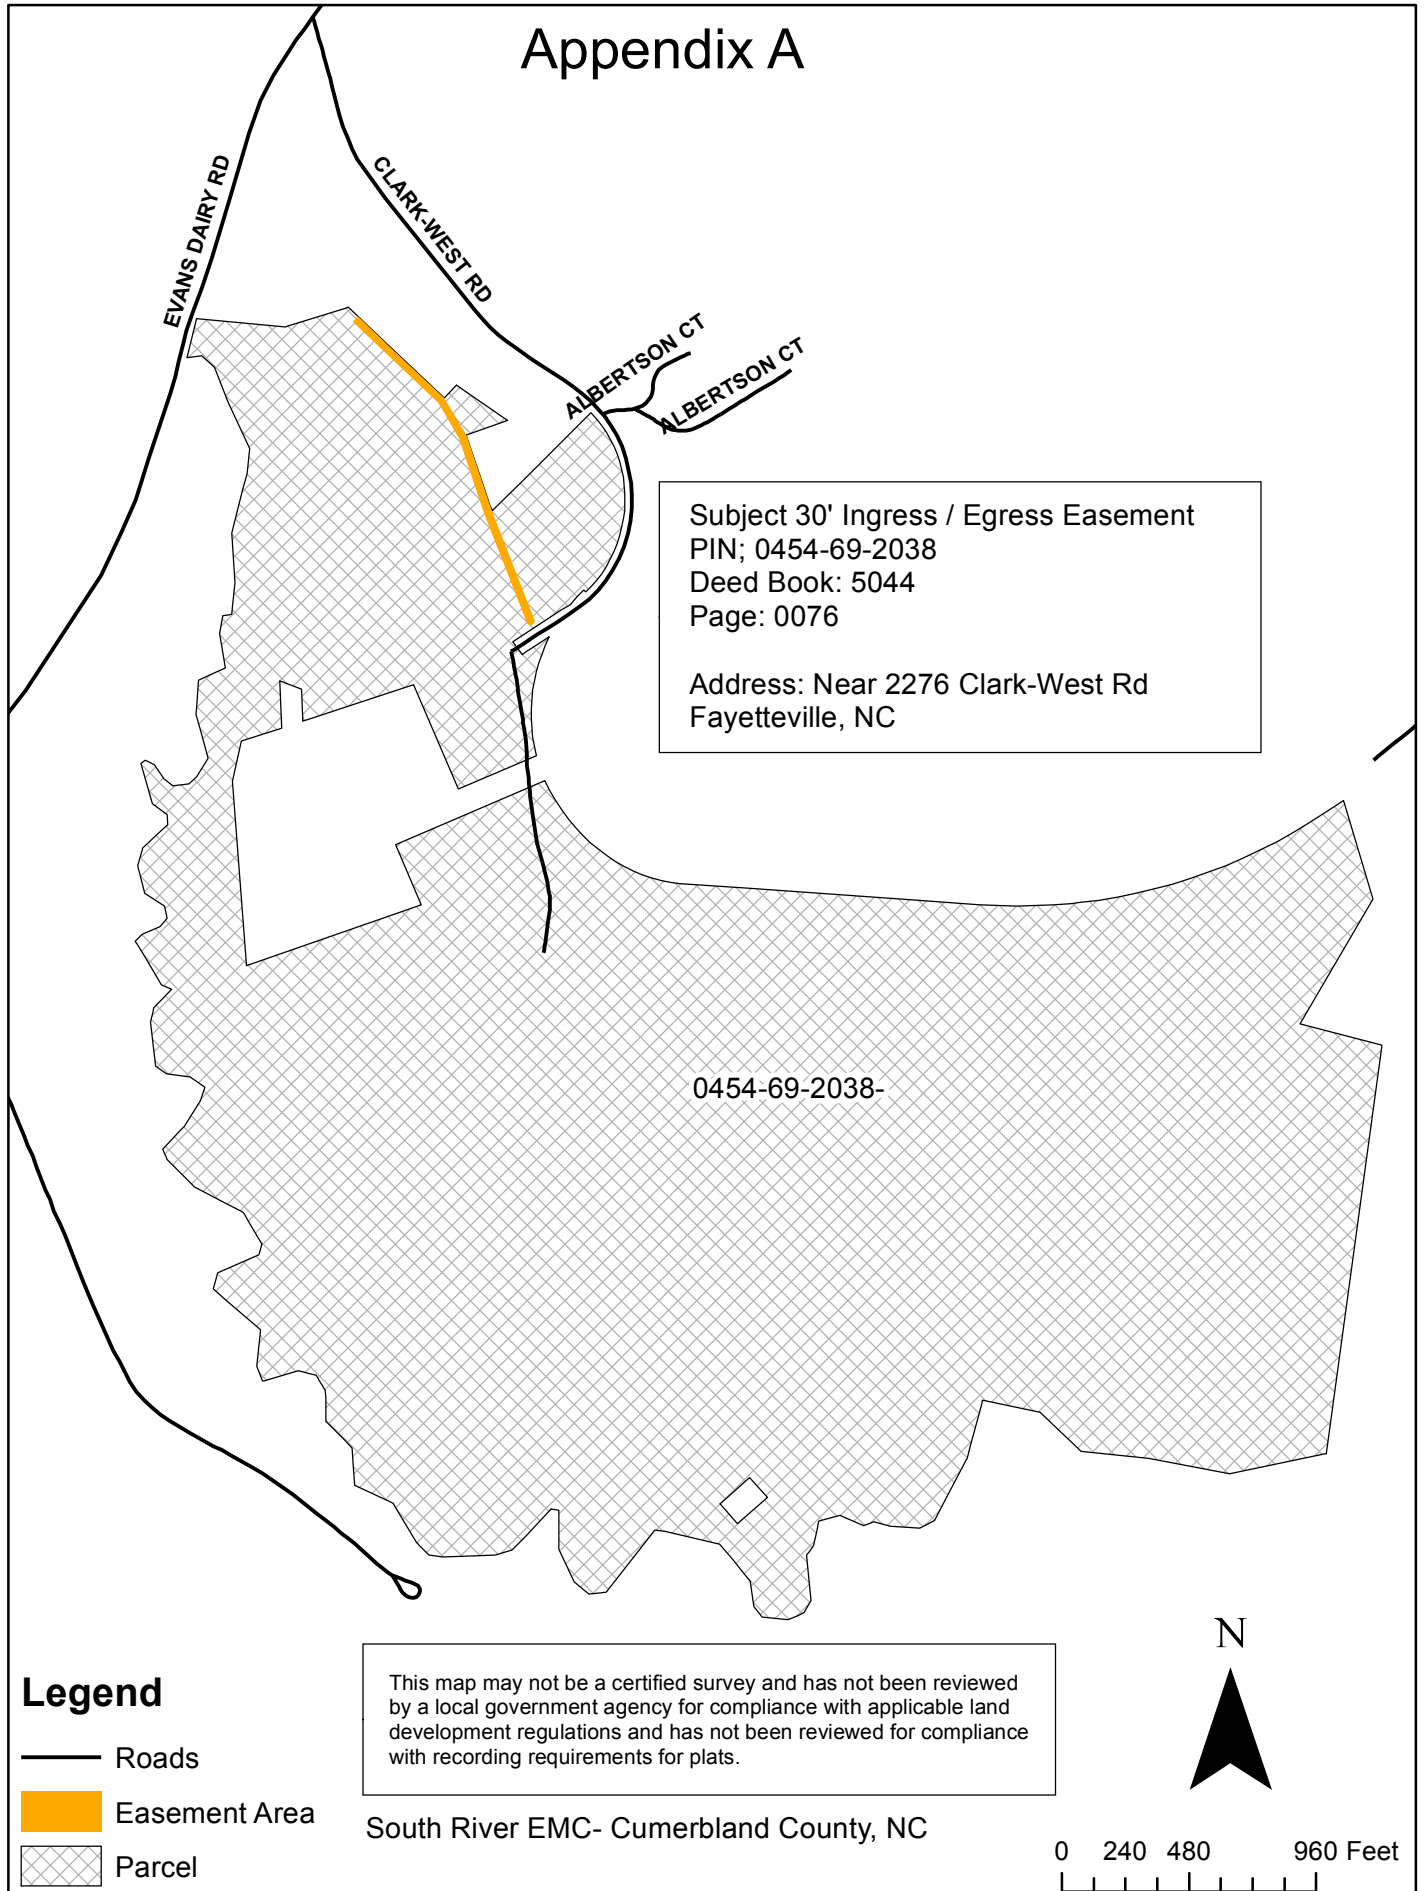 Appendix A
EVANS DAIRY RD
CLARK-WEST RD
ALBERTSON CT
ALBERTSON CT
Subject 30' Ingress / Egress Easement
PIN; 0454-69-2038
Deed Book: 5044
Page: 0076
Address: Near 2276 Clark-West Rd
Fayetteville, NC
0454-69-2038-
N
Legend
Roads
Easement Area
Parcel
This map may not be a certified survey and has not been reviewed
by a local government agency for compliance with applicable land
development regulations and has not been reviewed for compliance
with recording requirements for plats.
South River EMC- Cumerbland County, NC
0 240 480 960 Feet